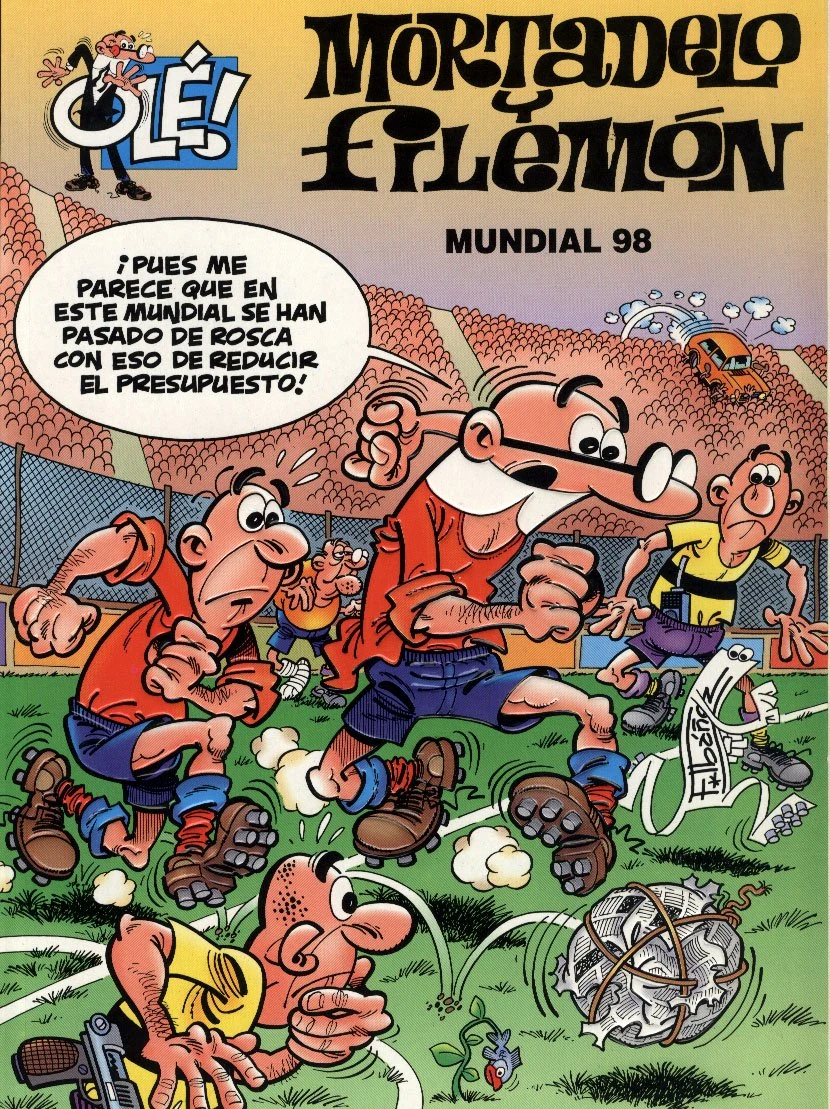 OLÉ!
MORTADELO
Y
FILEMÓN
MUNDIAL 98
¡PUES ME
PARECE QUE EN
ESTE MUNDIAL SE HAN
PASADO DE ROSCA
CON ESO DE REDUCIR
EL PRESUPUESTO!